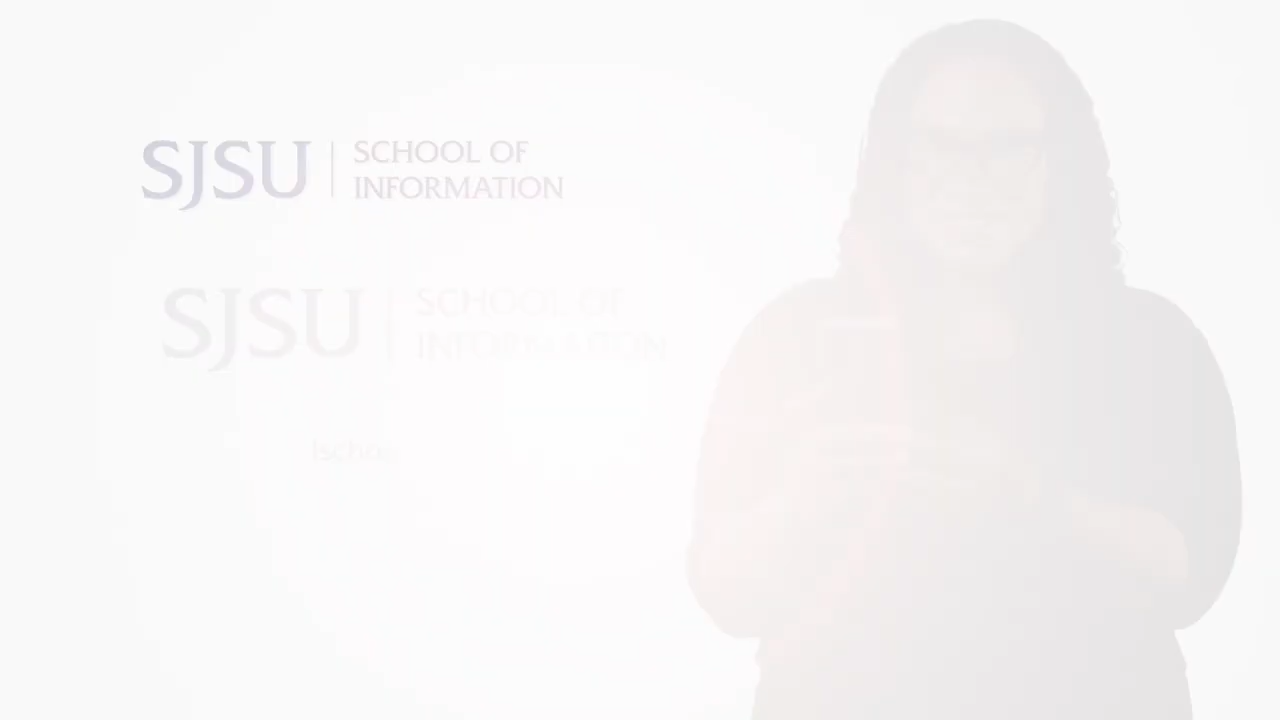 SJSU | SCHOOL OF
INFORMATION
SJSU | SCHOOL OF
INFORMATION